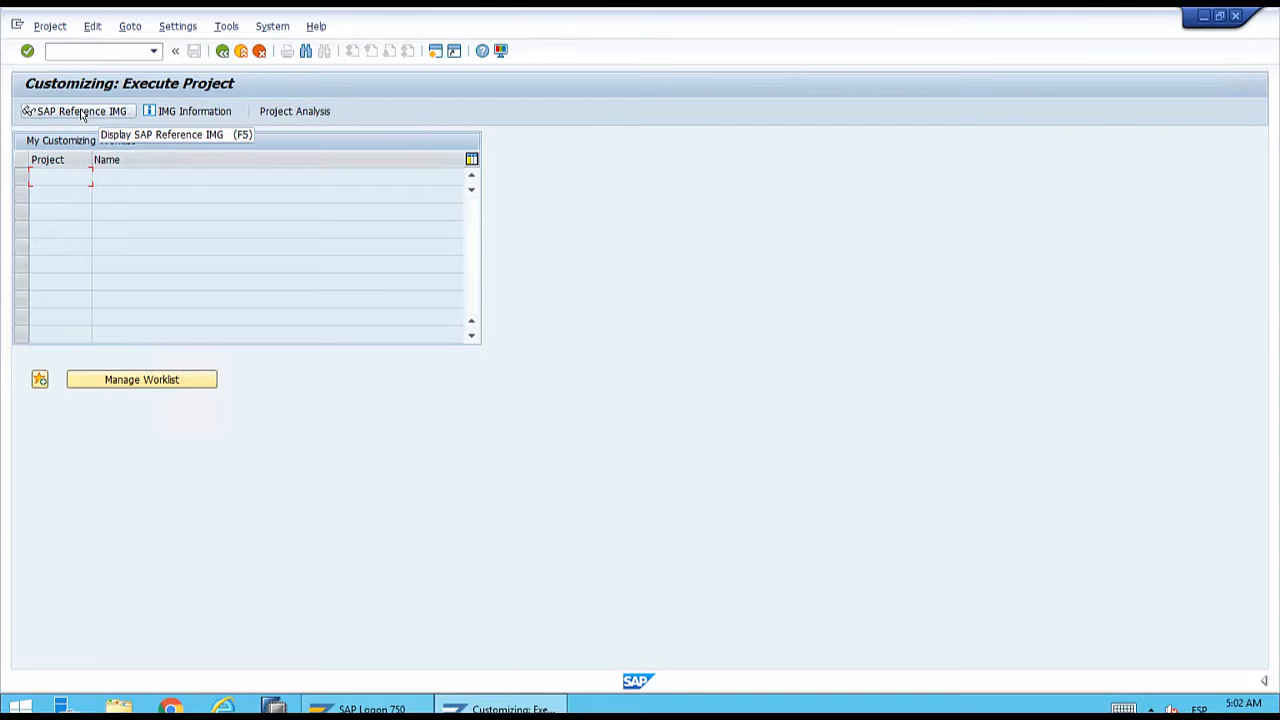 Project Edit Goto Settings Tools System Help
Customizing: Execute Project
SAP Reference IMG IMG Information Project Analysis
Display SAP Reference IMG (F5)
My Customizing
Project Name
Manage Worklist
SAP
SAP Logon 750 Customizing: Exe... ESP 5:02 AM